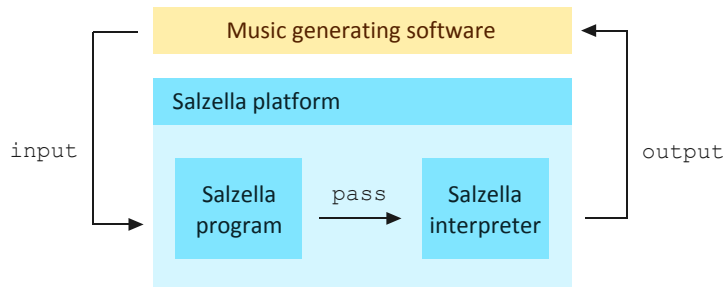 Music generating software
Salzella platform
input
Salzella
program
pass
Salzella
interpreter
output